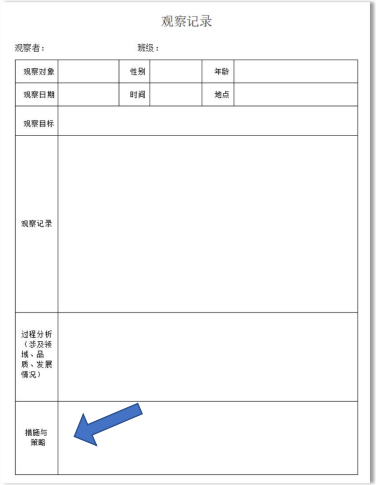 观察记录
观察者：
班级：
观察对象
性别
年龄
观察日期
时间
地点
观察目标
观察记录
过程分析
（涉及领
域、品
质、发展
情况）
措施与
策略